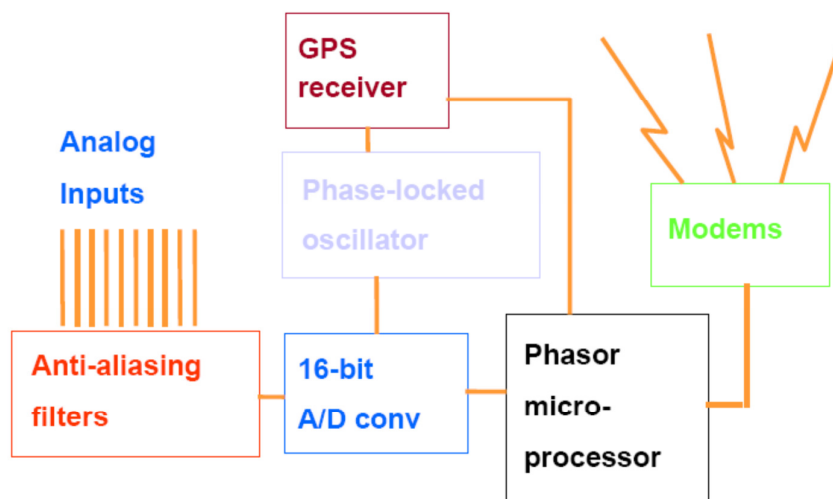 GPS
receiver
Analog
Inputs
Phase-locked
oscillator
Modems
Anti-aliasing
filters
16-bit
A/D conv
Phasor
micro-
processor